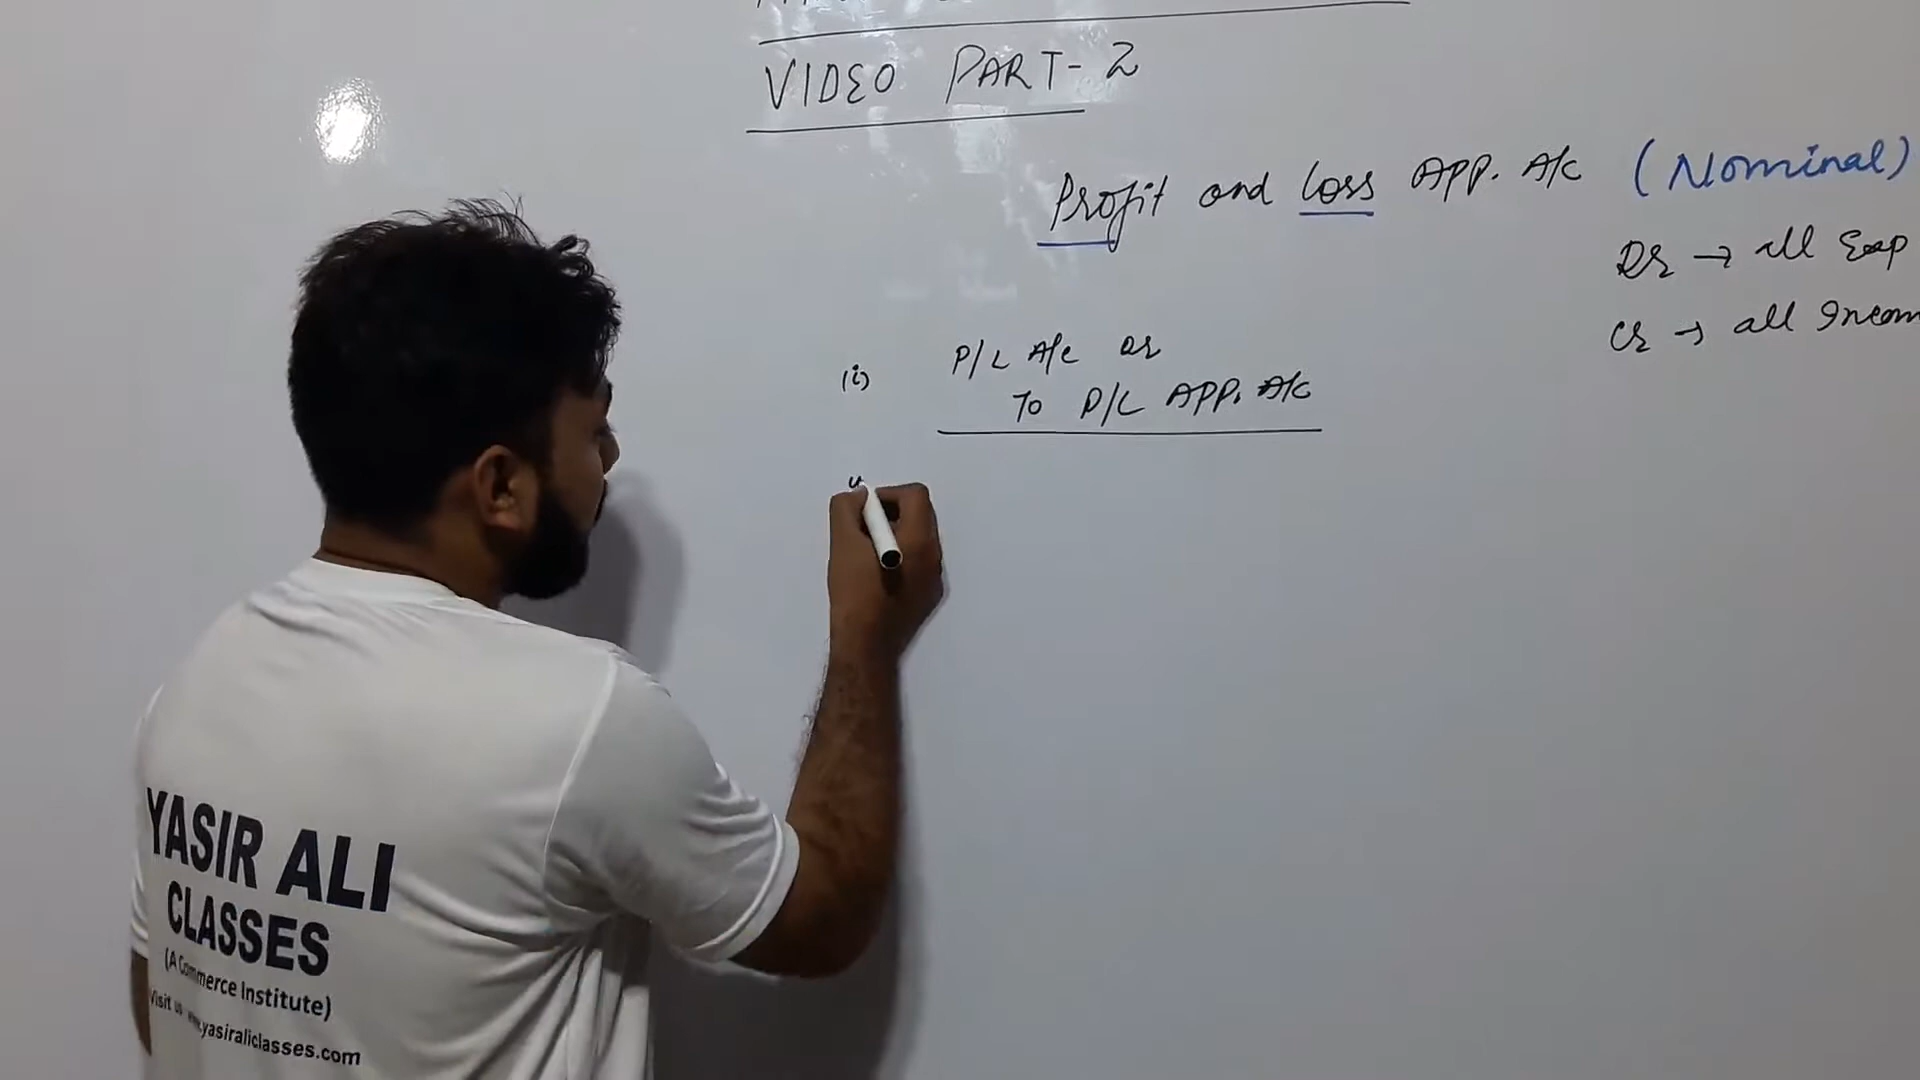 VIDEO PART-2
Profit and Loss APP. A/c (Nominal)
Dr → all Exp
Cr → all Incom
(i) P/L A/c Dr
To P/L APP. A/c
YASIR ALI
CLASSES
(A Commerce Institute)
Visit us www.yasiraliclasses.com